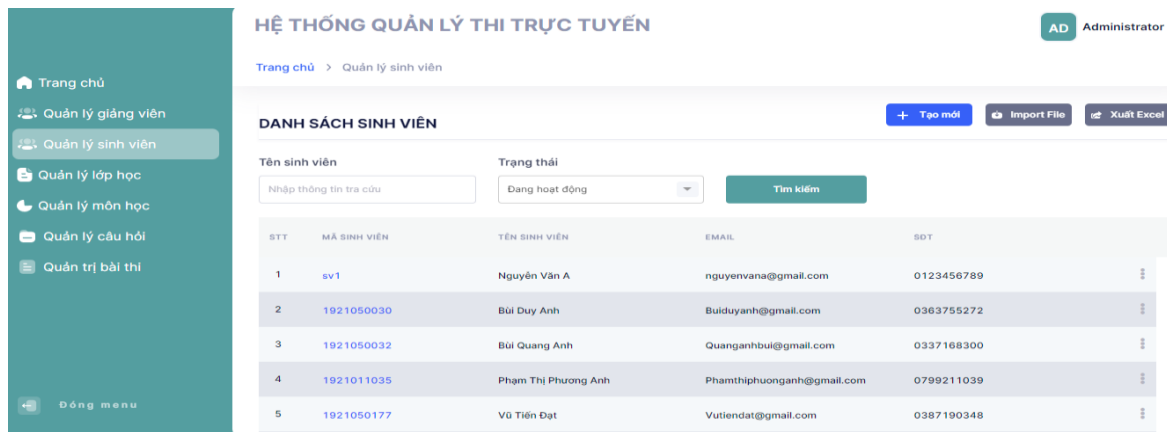 HỆ THỐNG QUẢN LÝ THI TRỰC TUYẾN
AD Administrator
Trang chủ > Quản lý sinh viên
Trang chủ
Quản lý giảng viên
Quản lý sinh viên
Quản lý lớp học
Quản lý môn học
Quản lý câu hỏi
Quản trị bài thi
Đóng menu
DANH SÁCH SINH VIÊN
+ Tạo mới Import File Xuất Excel
Tên sinh viên Trạng thái
Nhập thông tin tra cứu Đang hoạt động Tìm kiếm
STT MÃ SINH VIÊN TÊN SINH VIÊN EMAIL SĐT
1 sv1 Nguyễn Văn A nguyenvana@gmail.com 0123456789
2 1921050030 Bùi Duy Anh Buiduyanh@gmail.com 0363755272
3 1921050032 Bùi Quang Anh Quanganhbui@gmail.com 0337168300
4 1921011035 Phạm Thị Phương Anh Phamthiphuonganh@gmail.com 0799211039
5 1921050177 Vũ Tiến Đạt Vutiendat@gmail.com 0387190348